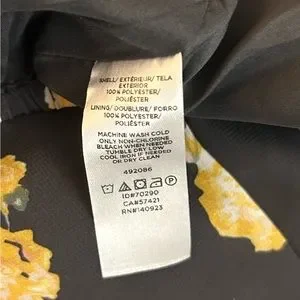 SHELL/EXTÉRIEUR/TELA
EXTERIOR
100% POLYESTER/
POLIÉSTER
LINING/DOUBLURE/FORRO
100% POLYESTER/
POLIÉSTER
MACHINE WASH COLD
ONLY NON-CHLORINE
BLEACH WHEN NEEDED
TUMBLE DRY LOW
COOL IRON IF NEEDED
OR DRY CLEAN
492086
ID#70290
CA#57421
RN#140923